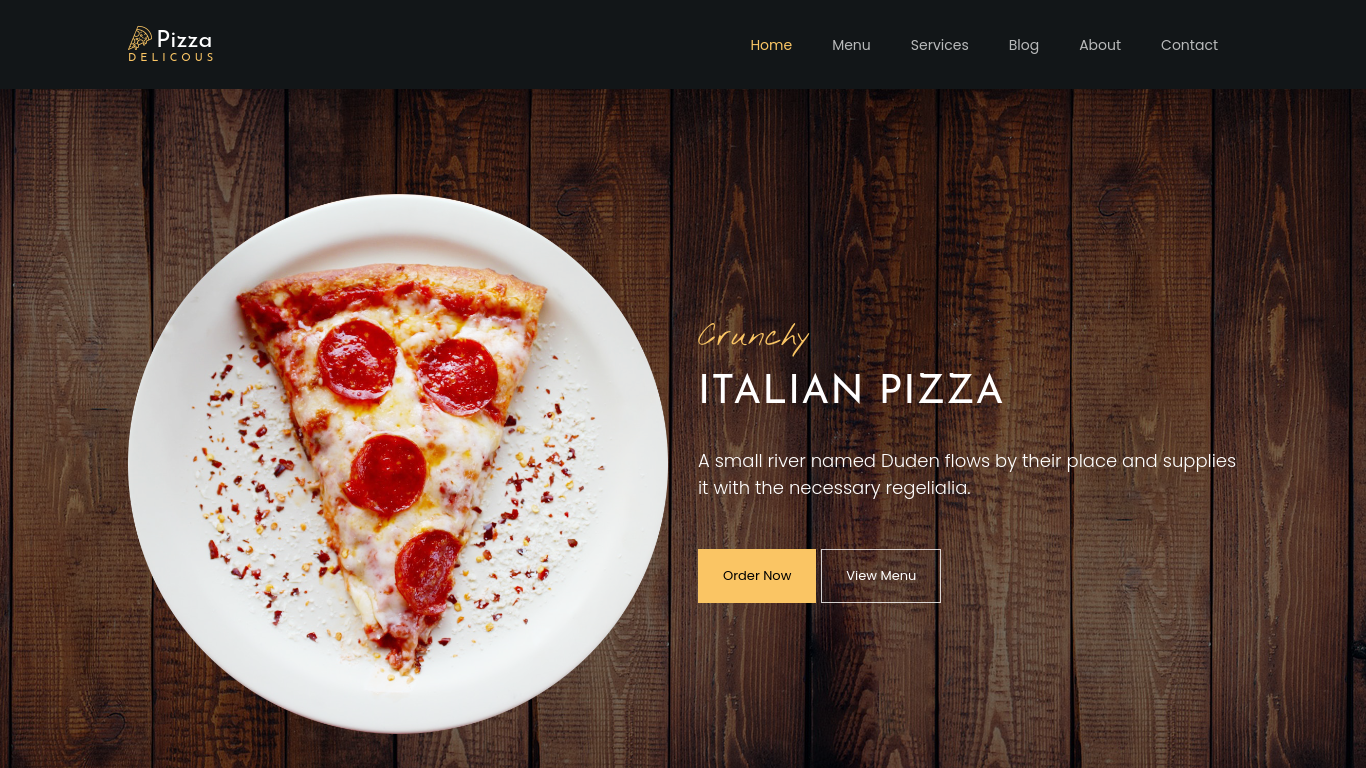 Pizza
DELICOUS
Home
Menu
Services
Blog
About
Contact
Crunchy
ITALIAN PIZZA
A small river named Duden flows by their place and supplies
it with the necessary regelialia.
Order Now
View Menu